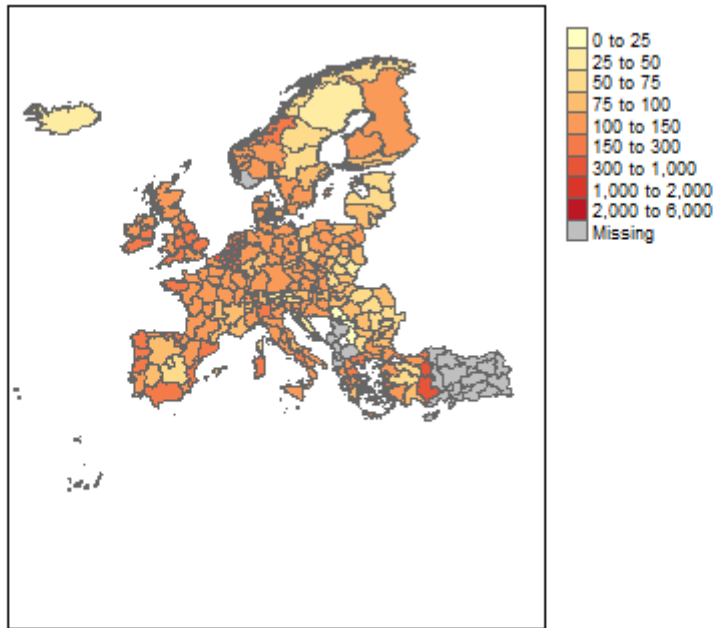 0 to 25
25 to 50
50 to 75
75 to 100
100 to 150
150 to 300
300 to 1,000
1,000 to 2,000
2,000 to 6,000
Missing